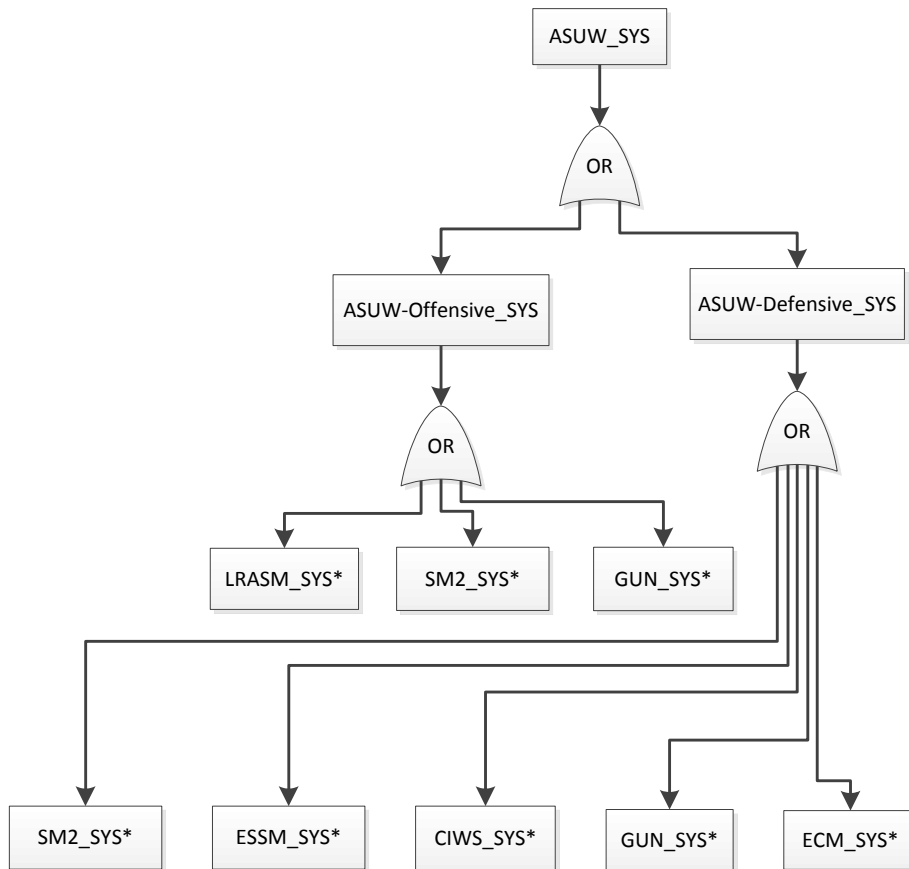 ASUW_SYS
OR
ASUW-Offensive_SYS
ASUW-Defensive_SYS
OR
OR
LRASM_SYS*
SM2_SYS*
GUN_SYS*
SM2_SYS*
ESSM_SYS*
CIWS_SYS*
GUN_SYS*
ECM_SYS*